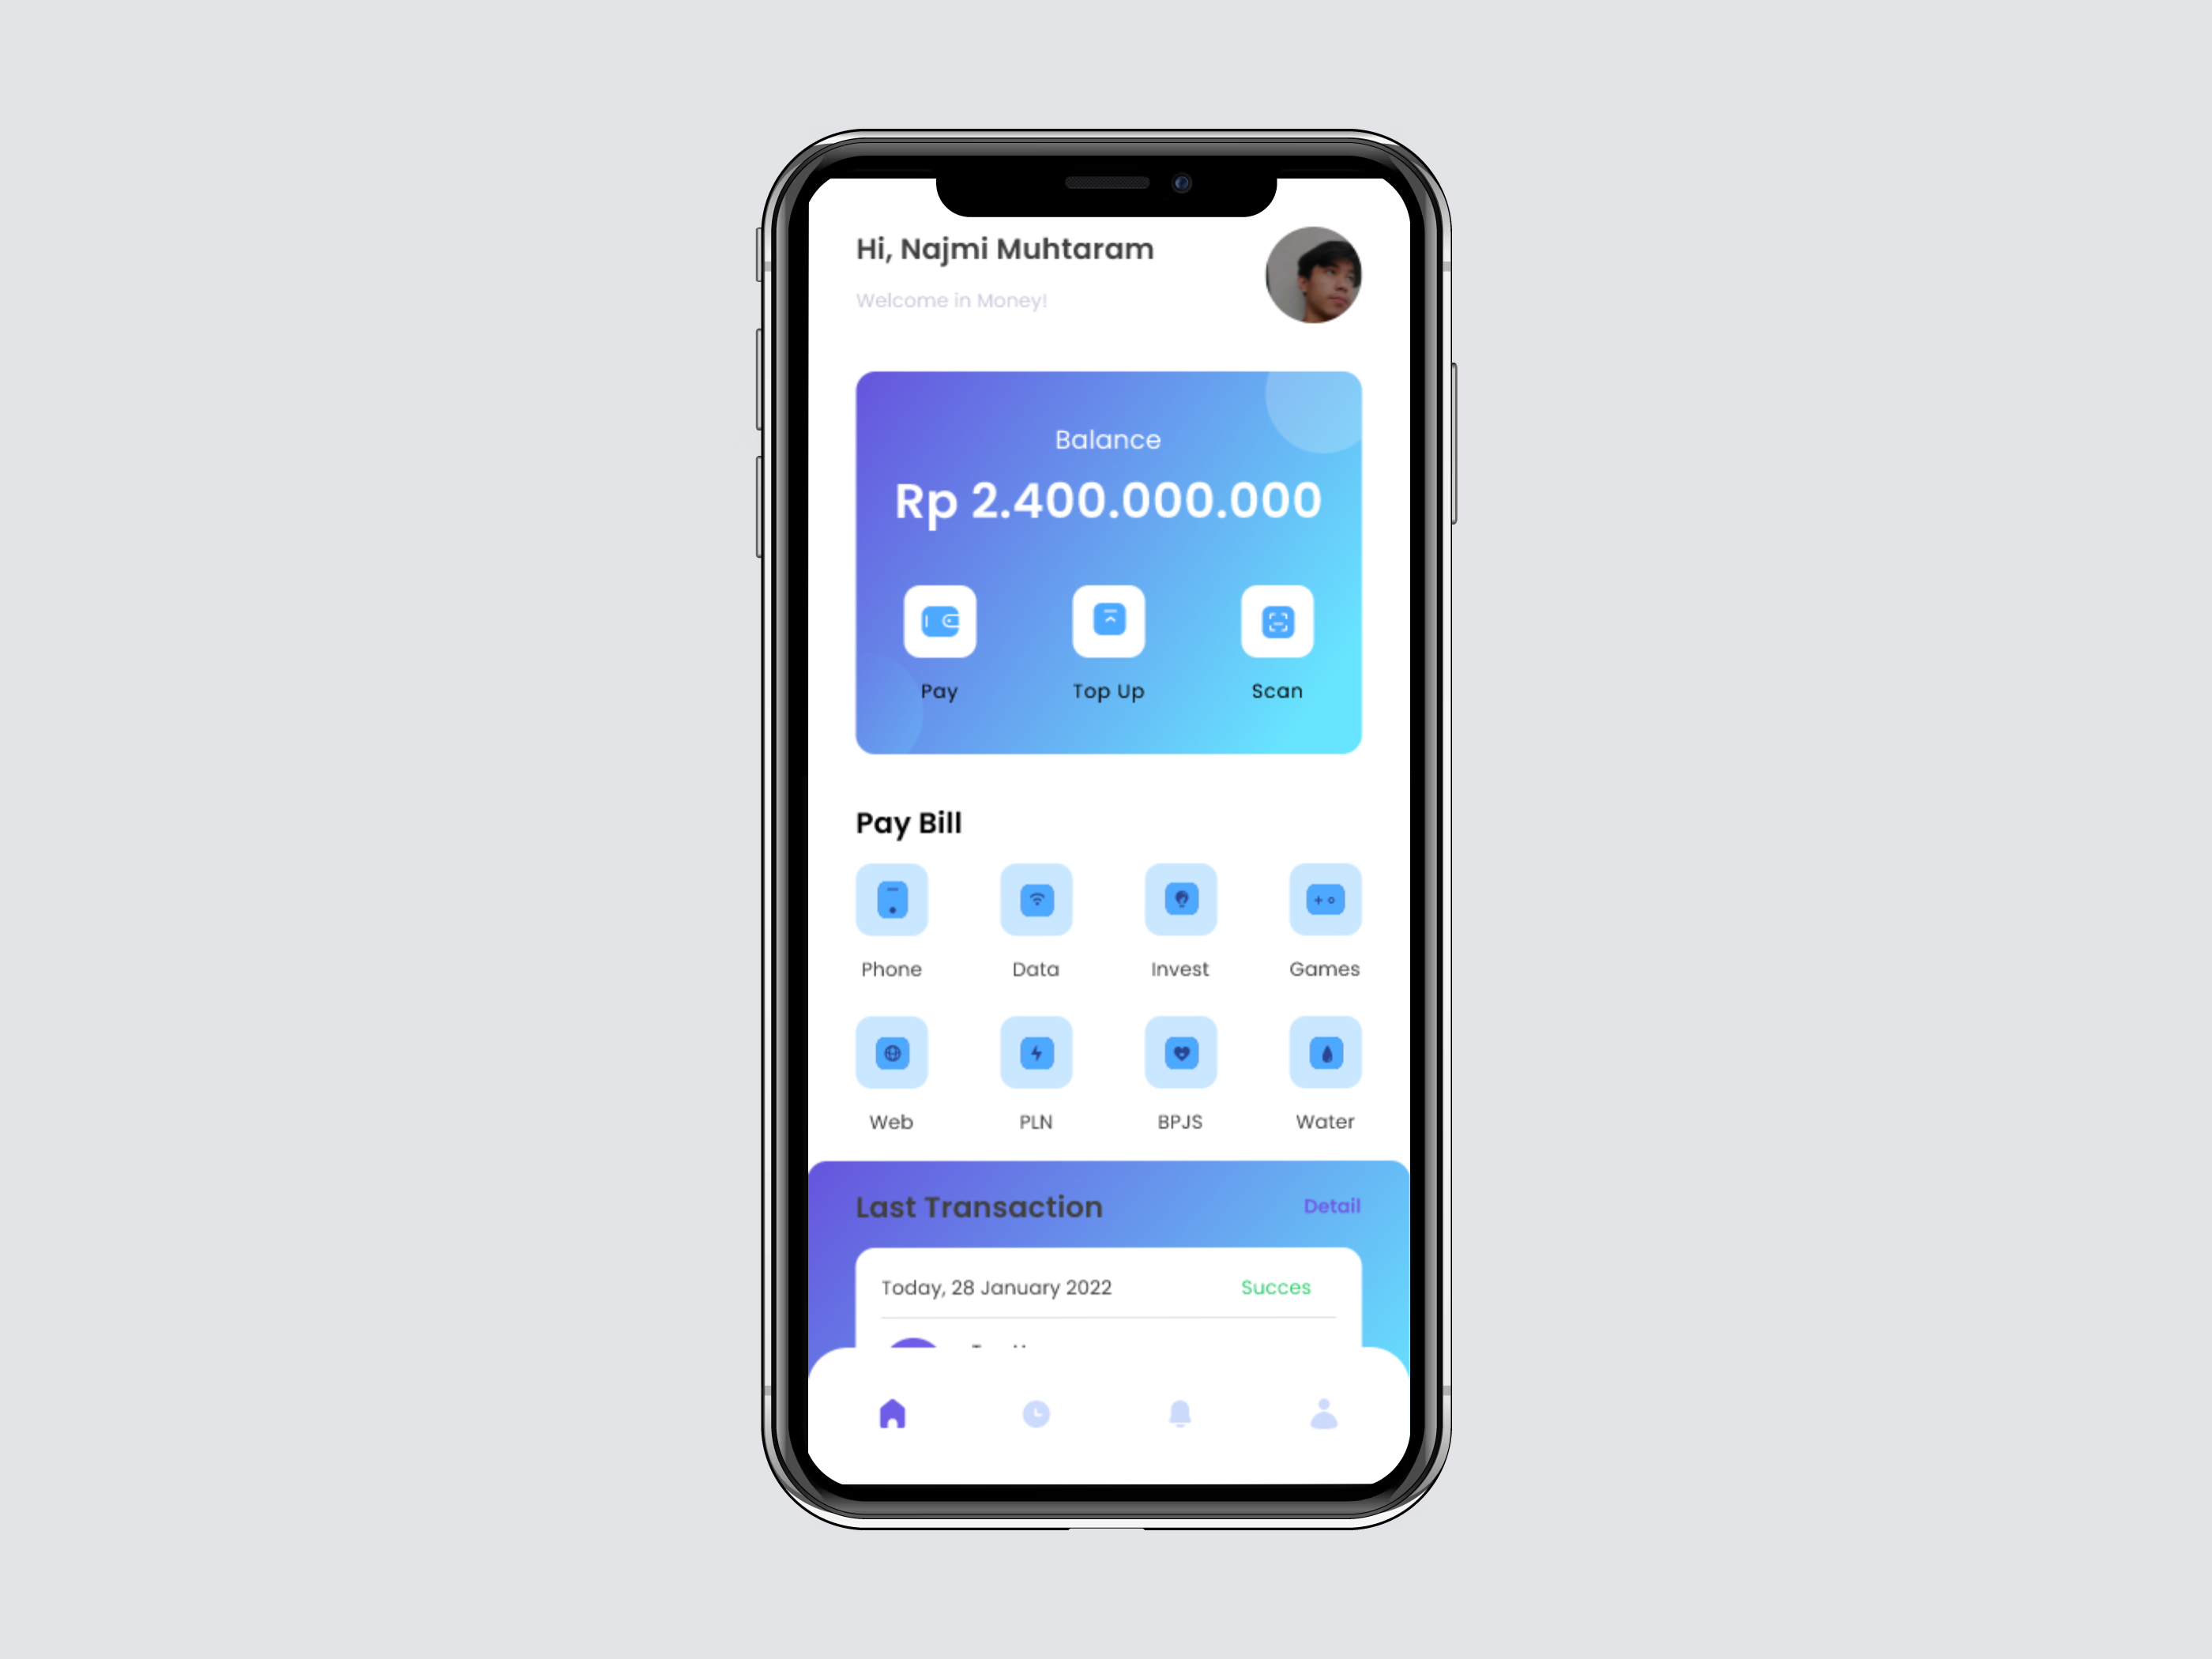 Hi, Najmi Muhtaram
Welcome in Money!
Balance
Rp 2.400.000.000
Pay Top Up Scan
Pay Bill
Phone Data Invest Games
Web PLN BPJS Water
Last Transaction Detail
Today, 28 January 2022 Succes